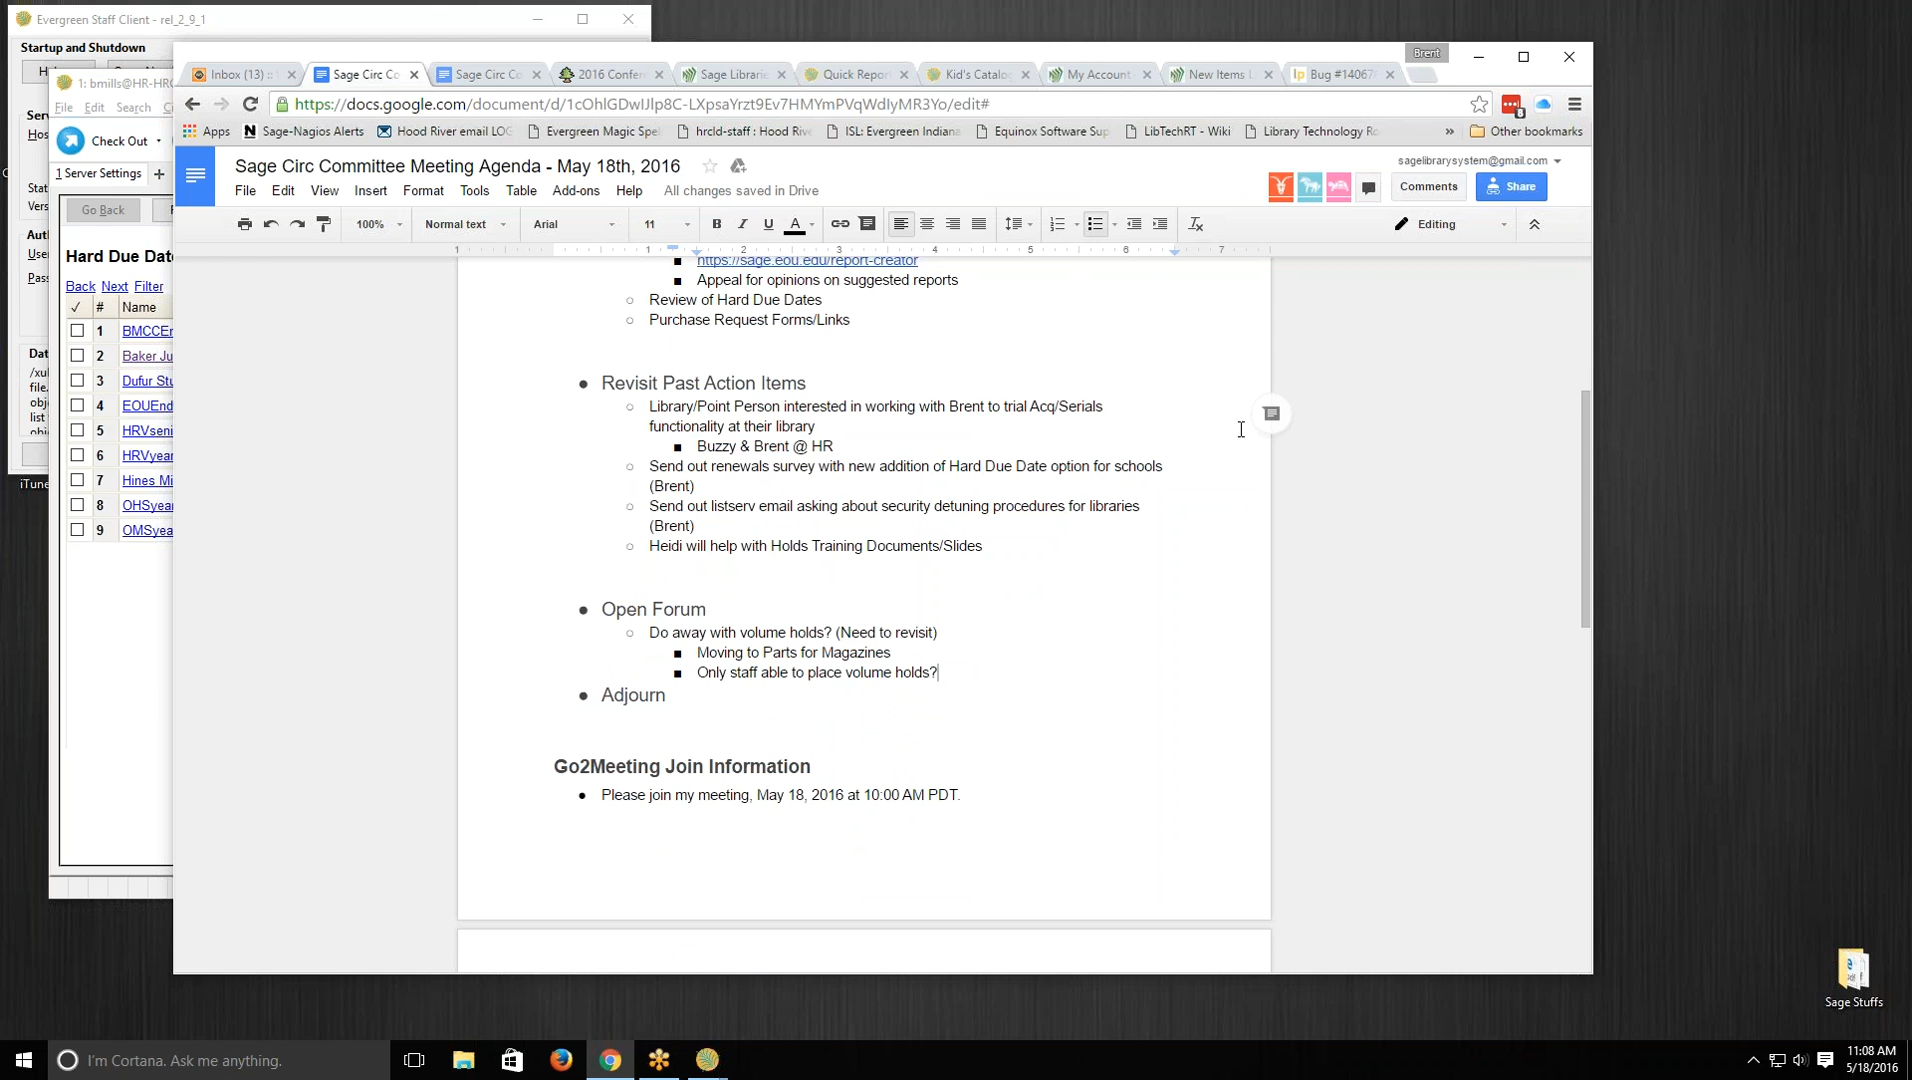 Evergreen Staff Client - rel_2_9_1
Startup and Shutdown
1: bmills@HR-HRC
File Edit Search
Check Out
1 Server Settings
Go Back
Hard Due Dat
Back Next Filter
# Name
1 BMCCEn
2 Baker Ju
3 Dufur Stu
4 EOUEnd
5 HRVseni
6 HRVyear
7 Hines Mi
8 OHSyear
9 OMSyea
Brent
Inbox (13) ::
Sage Circ Co
Sage Circ Co
2016 Confer
Sage Librarie
Quick Repor
Kid's Catalo
My Account
New Items L
Bug #14067
https://docs.google.com/document/d/1cOhlGDwIJlp8C-LXpsaYrzt9Ev7HMYmPVqWdIyMR3Yo/edit#
Apps Sage-Nagios Alerts Hood River email LOG Evergreen Magic Spe hrcld-staff : Hood Rive ISL: Evergreen Indiana Equinox Software Sup LibTechRT - Wiki Library Technology Ro » Other bookmarks
Sage Circ Committee Meeting Agenda - May 18th, 2016
sagelibrarysystem@gmail.com
File Edit View Insert Format Tools Table Add-ons Help All changes saved in Drive
Comments Share
100% Normal text Arial 11 B I U A Editing
1 1 2 3 4 5 6 7
https://sage.eou.edu/report-creator
Appeal for opinions on suggested reports
Review of Hard Due Dates
Purchase Request Forms/Links
Revisit Past Action Items
Library/Point Person interested in working with Brent to trial Acq/Serials
functionality at their library
Buzzy & Brent @ HR
Send out renewals survey with new addition of Hard Due Date option for schools
(Brent)
Send out listserv email asking about security detuning procedures for libraries
(Brent)
Heidi will help with Holds Training Documents/Slides
Open Forum
Do away with volume holds? (Need to revisit)
Moving to Parts for Magazines
Only staff able to place volume holds?
Adjourn
Go2Meeting Join Information
Please join my meeting, May 18, 2016 at 10:00 AM PDT.
Sage Stuffs
I'm Cortana. Ask me anything.
11:08 AM
5/18/2016